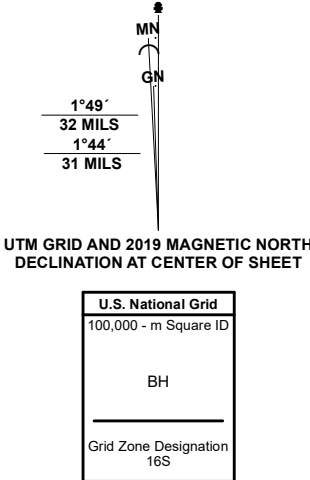 MN
GN
1°49´
32 MILS
1°44´
31 MILS
UTM GRID AND 2019 MAGNETIC NORTH
DECLINATION AT CENTER OF SHEET
U.S. National Grid
100,000 - m Square ID
BH
Grid Zone Designation
16S